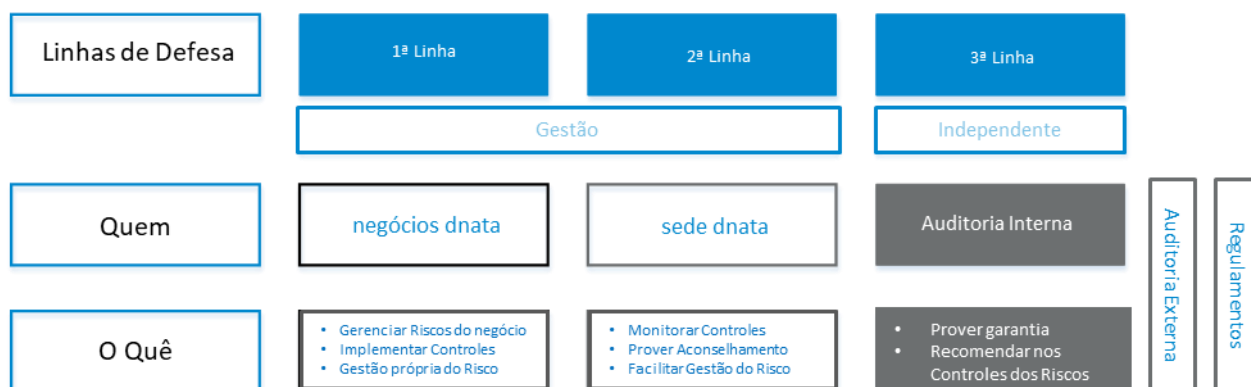 Linhas de Defesa
1ª Linha
2ª Linha
3ª Linha
Gestão
Independente
Quem
negócios dnata
sede dnata
Auditoria Interna
O Quê
• Gerenciar Riscos do negócio
• Implementar Controles
• Gestão própria do Risco
• Monitorar Controles
• Prover Aconselhamento
• Facilitar Gestão do Risco
• Prover garantia
• Recomendar nos
Controles dos Riscos
Auditoria Externa
Regulamentos